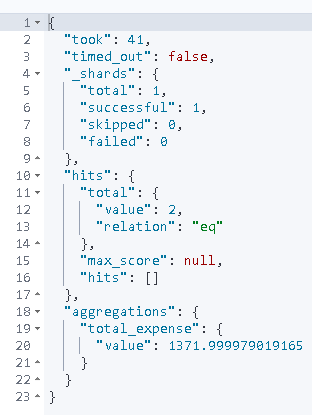 1 {
2   "took": 41,
3   "timed_out": false,
4   "_shards": {
5     "total": 1,
6     "successful": 1,
7     "skipped": 0,
8     "failed": 0
9   },
10   "hits": {
11     "total": {
12       "value": 2,
13       "relation": "eq"
14     },
15     "max_score": null,
16     "hits": []
17   },
18   "aggregations": {
19     "total_expense": {
20       "value": 1371.999979019165
21     }
22   }
23 }